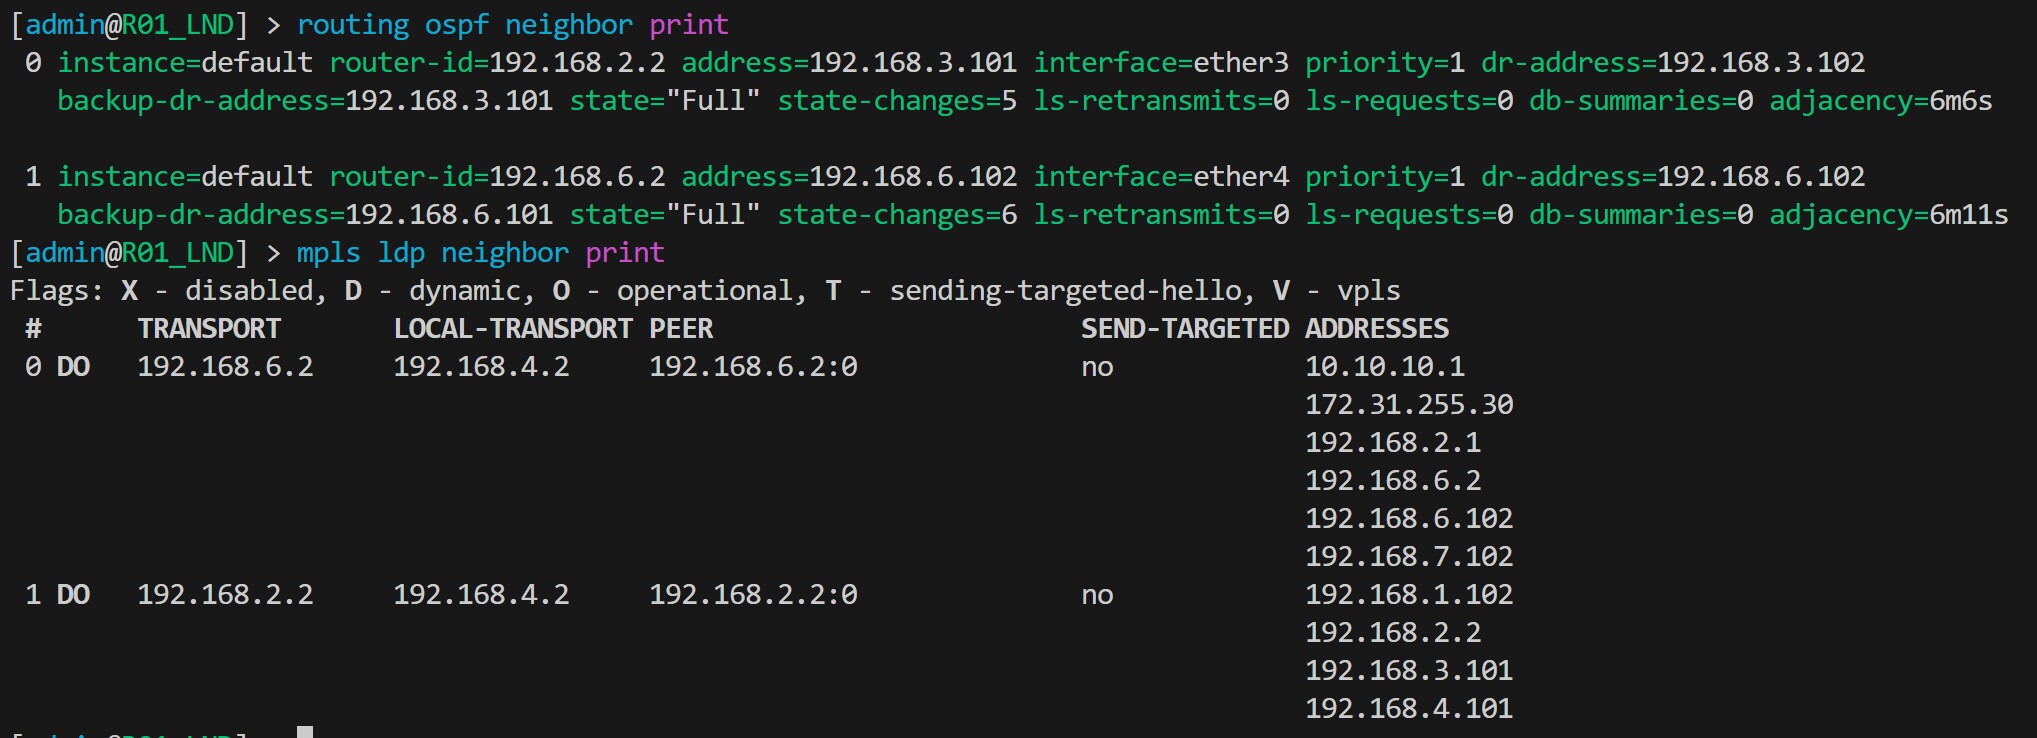 [admin@R01_LND] > routing ospf neighbor print
 0 instance=default router-id=192.168.2.2 address=192.168.3.101 interface=ether3 priority=1 dr-address=192.168.3.102
   backup-dr-address=192.168.3.101 state="Full" state-changes=5 ls-retransmits=0 ls-requests=0 db-summaries=0 adjacency=6m6s
 1 instance=default router-id=192.168.6.2 address=192.168.6.102 interface=ether4 priority=1 dr-address=192.168.6.102
   backup-dr-address=192.168.6.101 state="Full" state-changes=6 ls-retransmits=0 ls-requests=0 db-summaries=0 adjacency=6m11s
[admin@R01_LND] > mpls ldp neighbor print
Flags: X - disabled, D - dynamic, O - operational, T - sending-targeted-hello, V - vpls
 #      TRANSPORT       LOCAL-TRANSPORT PEER                       SEND-TARGETED ADDRESSES
 0 DO   192.168.6.2     192.168.4.2     192.168.6.2:0              no            10.10.10.1
                                                                                 172.31.255.30
                                                                                 192.168.2.1
                                                                                 192.168.6.2
                                                                                 192.168.6.102
                                                                                 192.168.7.102
 1 DO   192.168.2.2     192.168.4.2     192.168.2.2:0              no            192.168.1.102
                                                                                 192.168.2.2
                                                                                 192.168.3.101
                                                                                 192.168.4.101